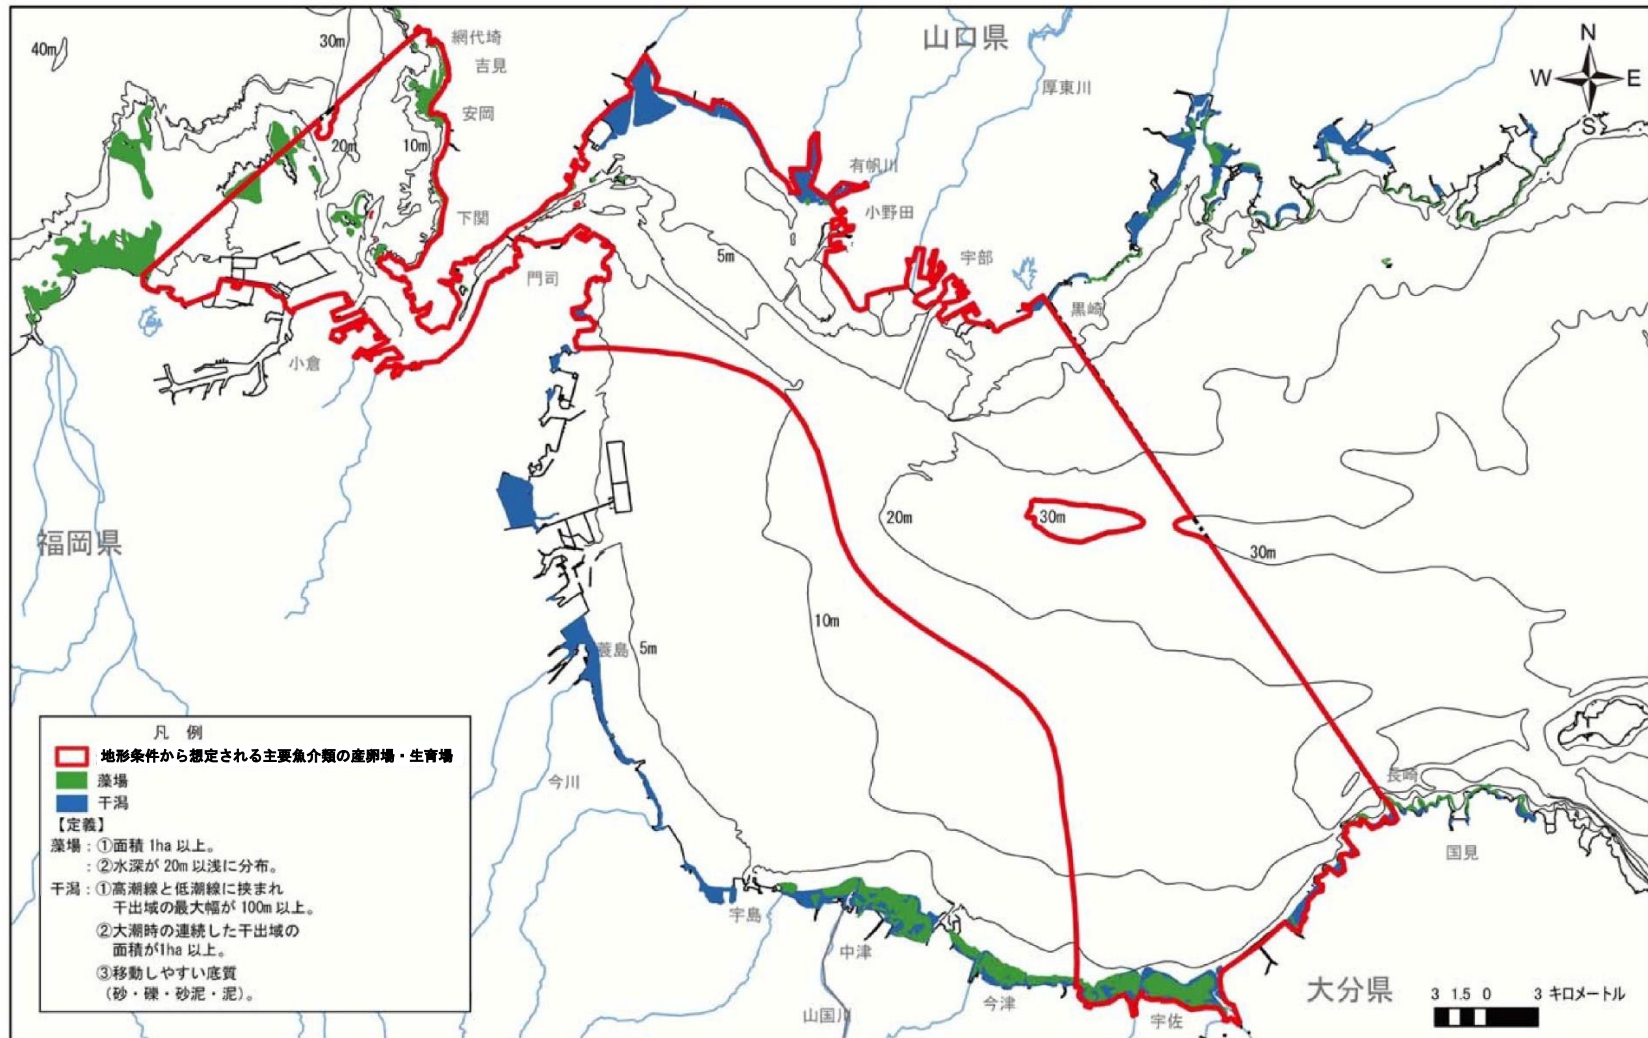 40m
30m
網代埼
吉見
山口県
N
W
E
S
安岡
厚東川
20m
10m
有帆川
小野田
下関
5m
宇部
門司
黒崎
小倉
30m
20m
30m
福岡県
10m
蓑島
5m
凡 例
地形条件から想定される主要魚介類の産卵場・生育場
藻場
干潟
【定義】
藻場:①面積 1ha 以上。
:②水深が 20m 以浅に分布。
干潟:①高潮線と低潮線に挟まれ
干出域の最大幅が 100m 以上。
②大潮時の連続した干出域の
面積が1ha 以上。
③移動しやすい底質
(砂・礫・砂泥・泥)。
今川
長崎
国見
宇島
中津
今津
山国川
宇佐
大分県
3 1.5 0 3 キロメートル